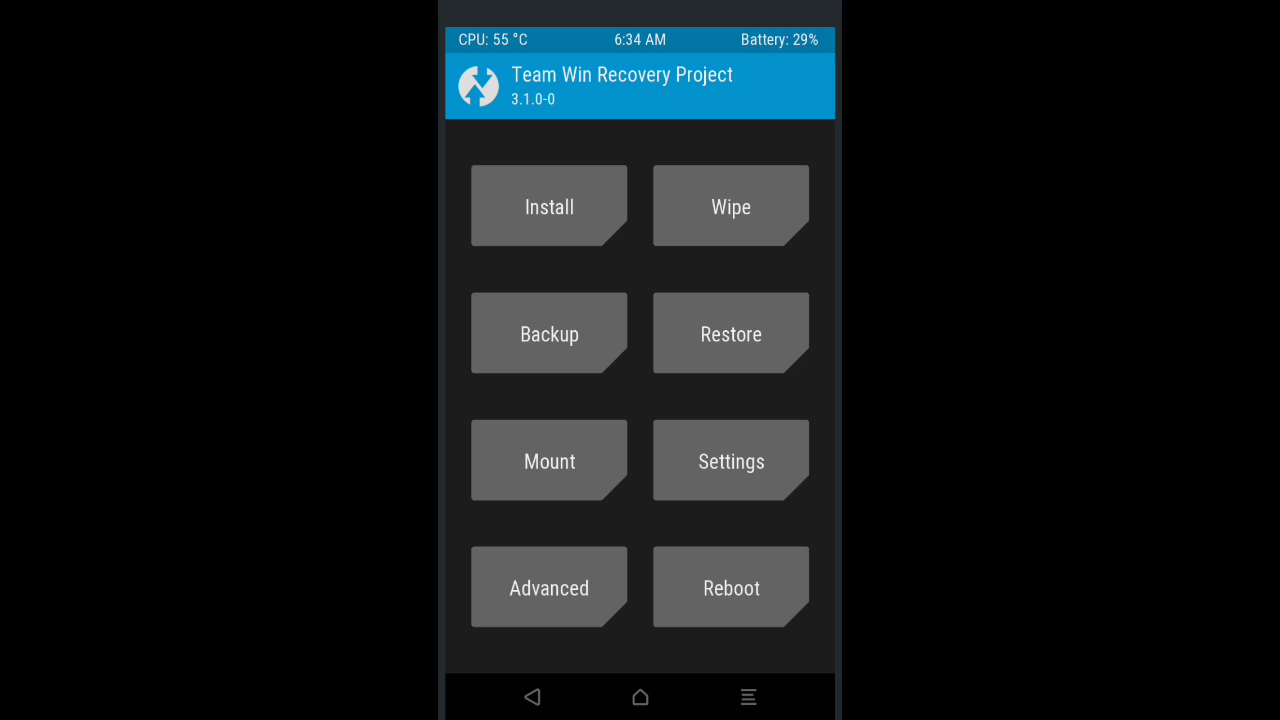 CPU: 55 °C 6:34 AM Battery: 29%
Team Win Recovery Project
3.1.0-0
Install Wipe
Backup Restore
Mount Settings
Advanced Reboot